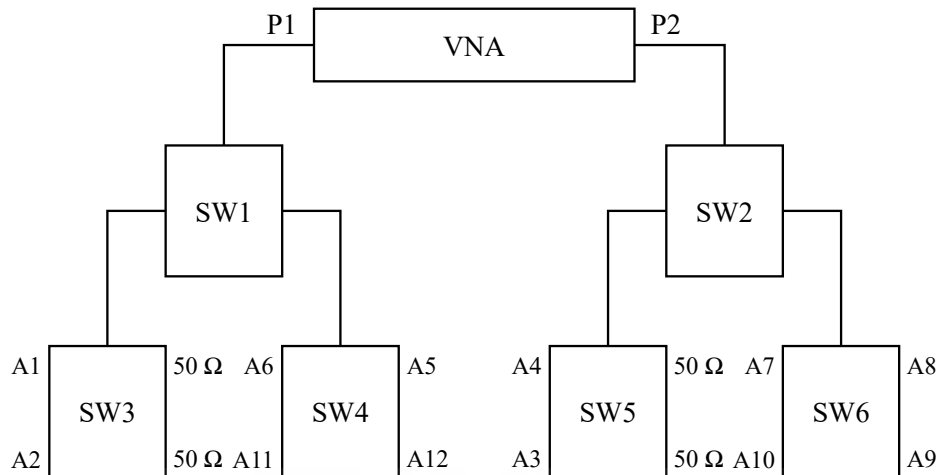 P1 VNA P2
SW1 SW2
A1 50 Ω A6 A5 A4 50 Ω A7 A8
SW3 SW4 SW5 SW6
A2 50 Ω A11 A12 A3 50 Ω A10 A9